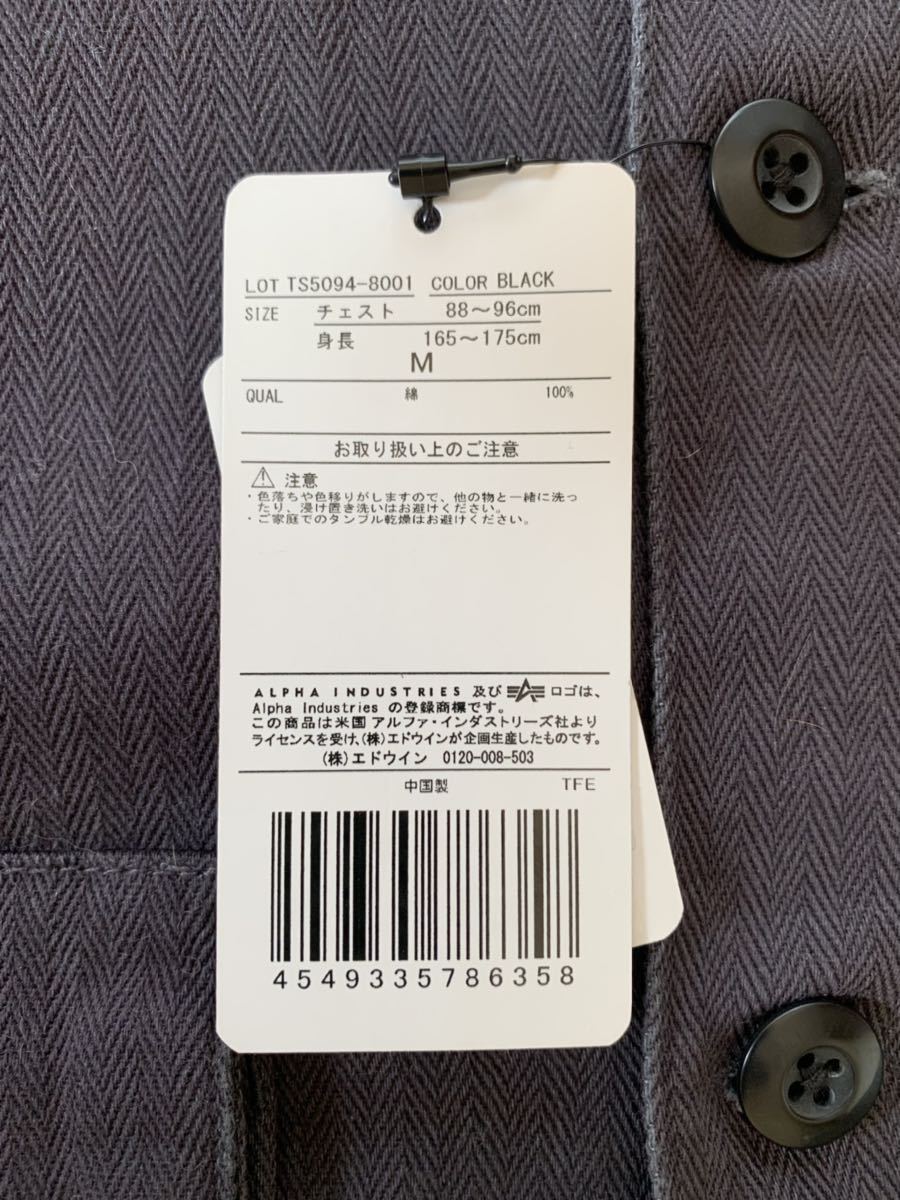 LOT TS5094-8001 COLOR BLACK
SIZE チェスト 88～96cm
身長 165～175cm
M
QUAL 綿 100%
お取り扱い上のご注意
注意
・色落ちや色移りがしますので、他の物と一緒に洗っ
たり、浸け置き洗いはお避けください。
・ご家庭でのタンブル乾燥はお避けください。
ALPHA INDUSTRIES 及び ロゴは、
Alpha Industries の登録商標です。
この商品は米国 アルファ・インダストリーズ社より
ライセンスを受け、(株)エドウインが企画生産したものです。
(株)エドウイン 0120-008-503
中国製 TFE
4549335786358